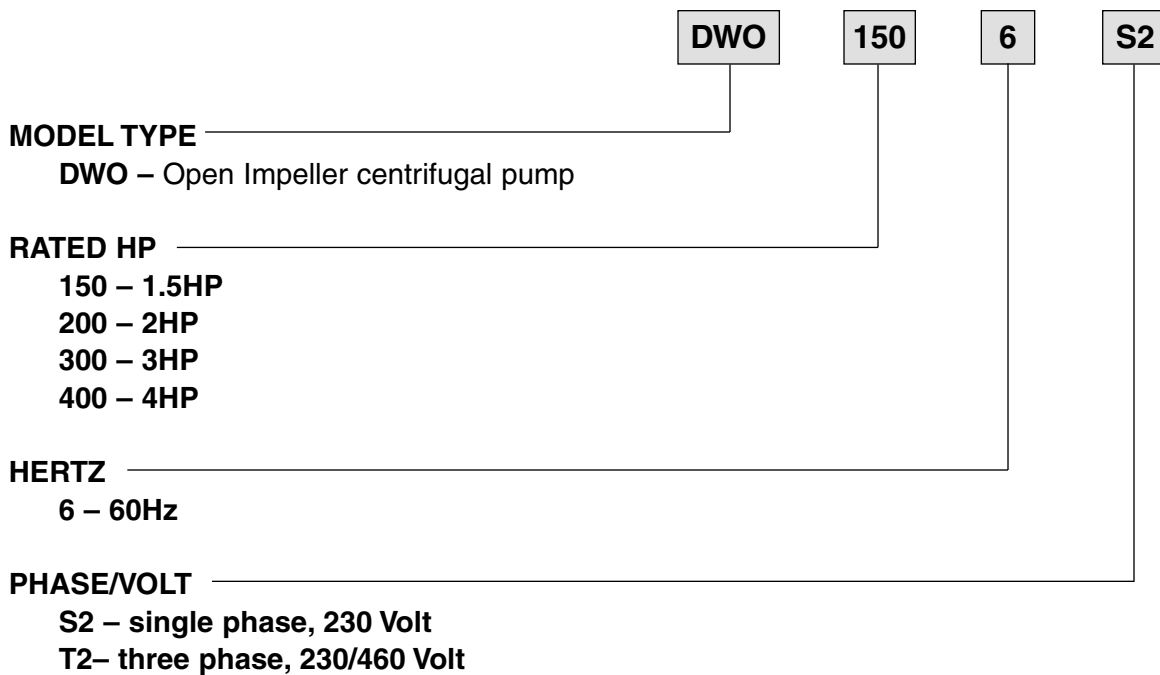 DWO 150 6 S2
MODEL TYPE
DWO – Open Impeller centrifugal pump
RATED HP
150 – 1.5HP
200 – 2HP
300 – 3HP
400 – 4HP
HERTZ
6 – 60Hz
PHASE/VOLT
S2 – single phase, 230 Volt
T2– three phase, 230/460 Volt